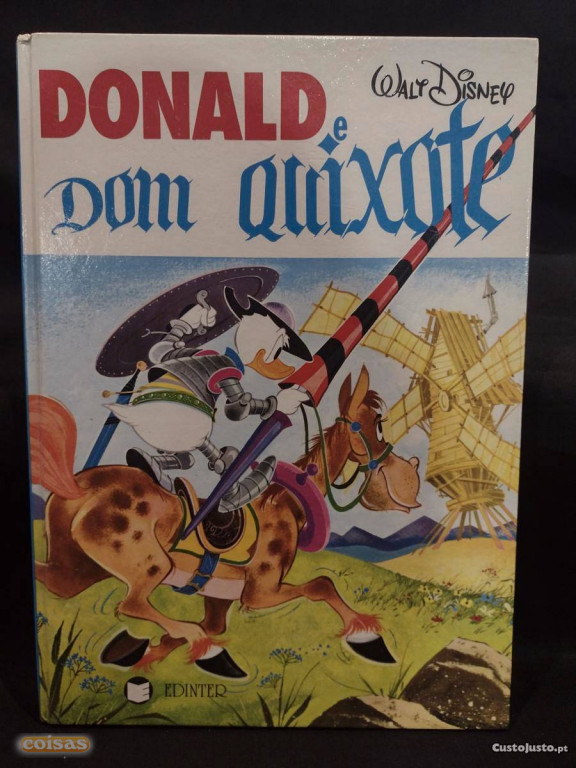 DONALD e
WALT DISNEY
DOM QUIXOTE
EDINTER
coisas
CustoJusto.pt